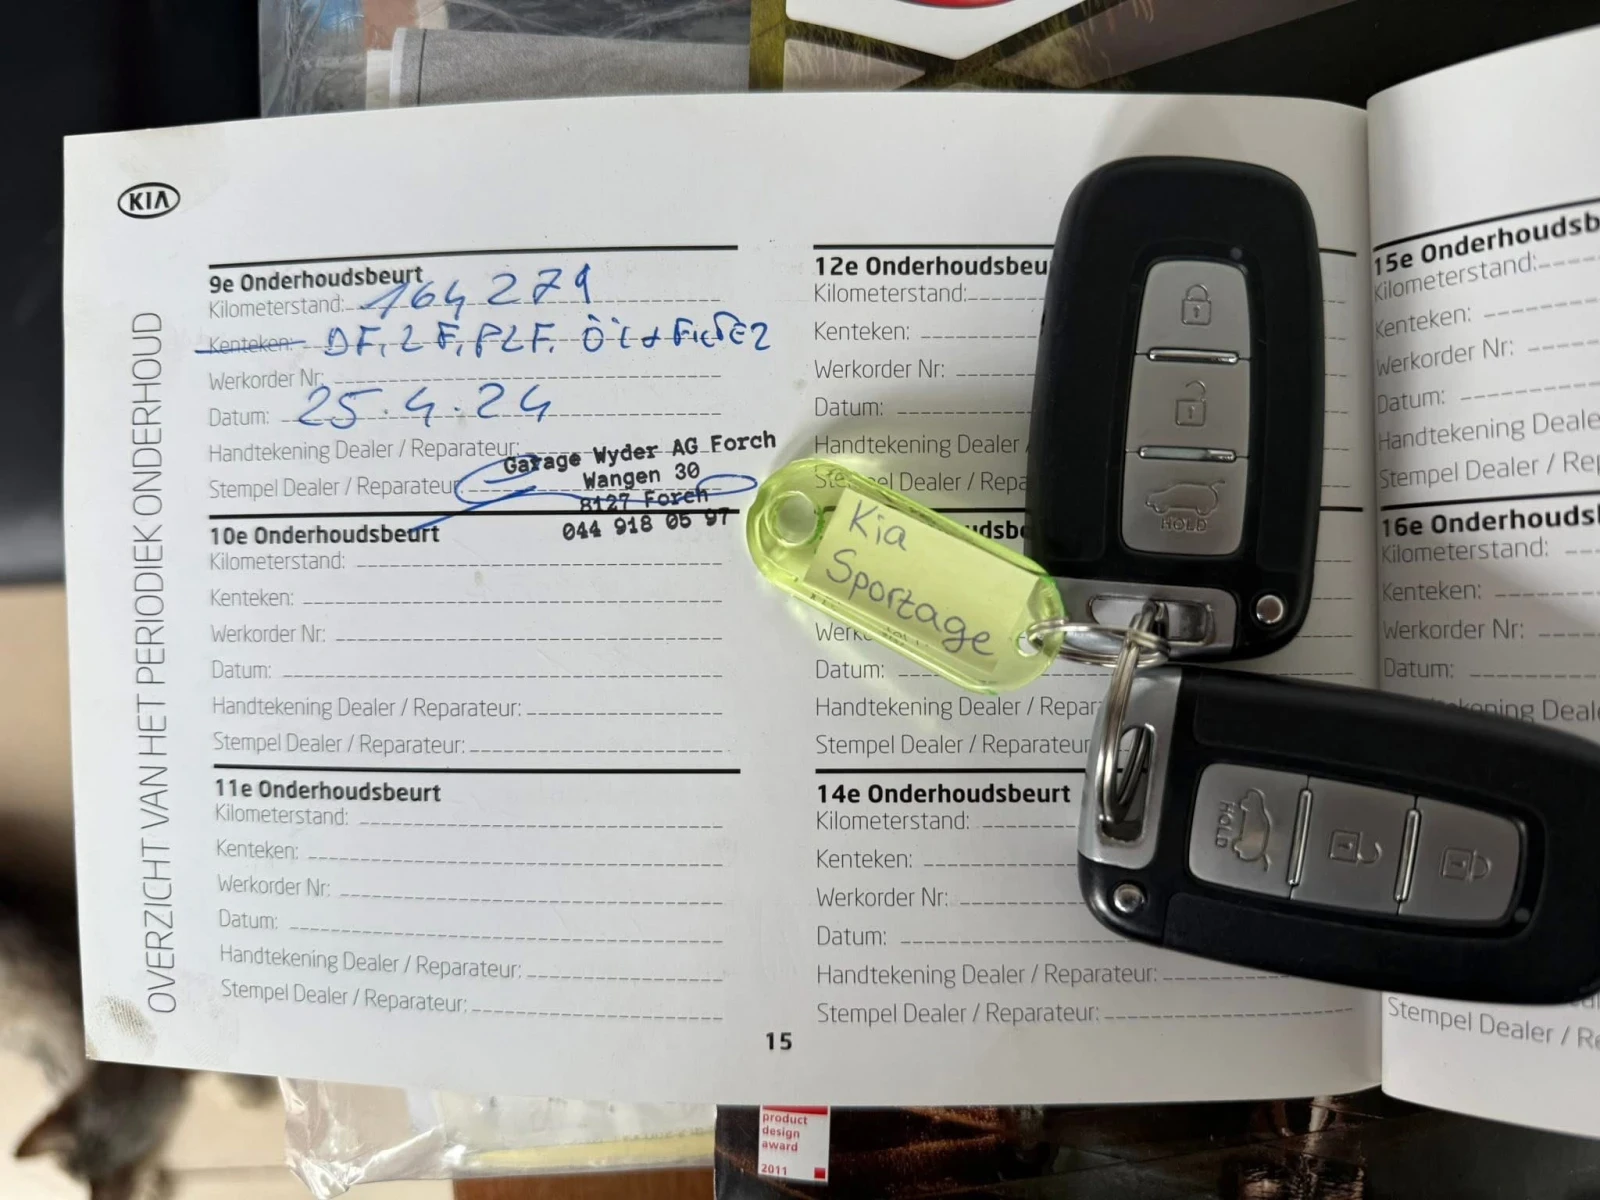 KIA
OVERZICHT VAN HET PERIODIEK ONDERHOUD
9e Onderhoudsbeurt
Kilometerstand: 164 279
Kenteken: DF, LF, PLF, Öil + Filter
Werkorder Nr:
Datum: 25.4.24
Handtekening Dealer / Reparateur:
Stempel Dealer / Reparateur
Garage Wyder AG Forch
Wangen 30
8127 Forch
044 918 05 97
10e Onderhoudsbeurt
Kilometerstand:
Kenteken:
Werkorder Nr:
Datum:
Handtekening Dealer / Reparateur:
Stempel Dealer / Reparateur:
11e Onderhoudsbeurt
Kilometerstand:
Kenteken:
Werkorder Nr:
Datum:
Handtekening Dealer / Reparateur:
Stempel Dealer / Reparateur:
12e Onderhoudsbeu
Kilometerstand:
Kenteken:
Werkorder Nr:
Datum:
Handtekening Dealer /
Dealer / Repa
Datum:
Handtekening Dealer / Repar
Stempel Dealer / Reparateur
14e Onderhoudsbeurt
Kilometerstand:
Kenteken:
Werkorder Nr:
Datum:
Handtekening Dealer / Reparateur:
Stempel Dealer / Reparateur:
15
15e Onderhoudsb
Kilometerstand:
Kenteken:
Werkorder Nr:
Datum:
Handtekening Deale
Stempel Dealer / Rep
16e Onderhouds
Kilometerstand:
Kenteken:
Werkorder Nr:
Datum:
Deal
Stempel Dealer / Re
Kia
Sportage
HOLD
HOLD
product
design
award
2011